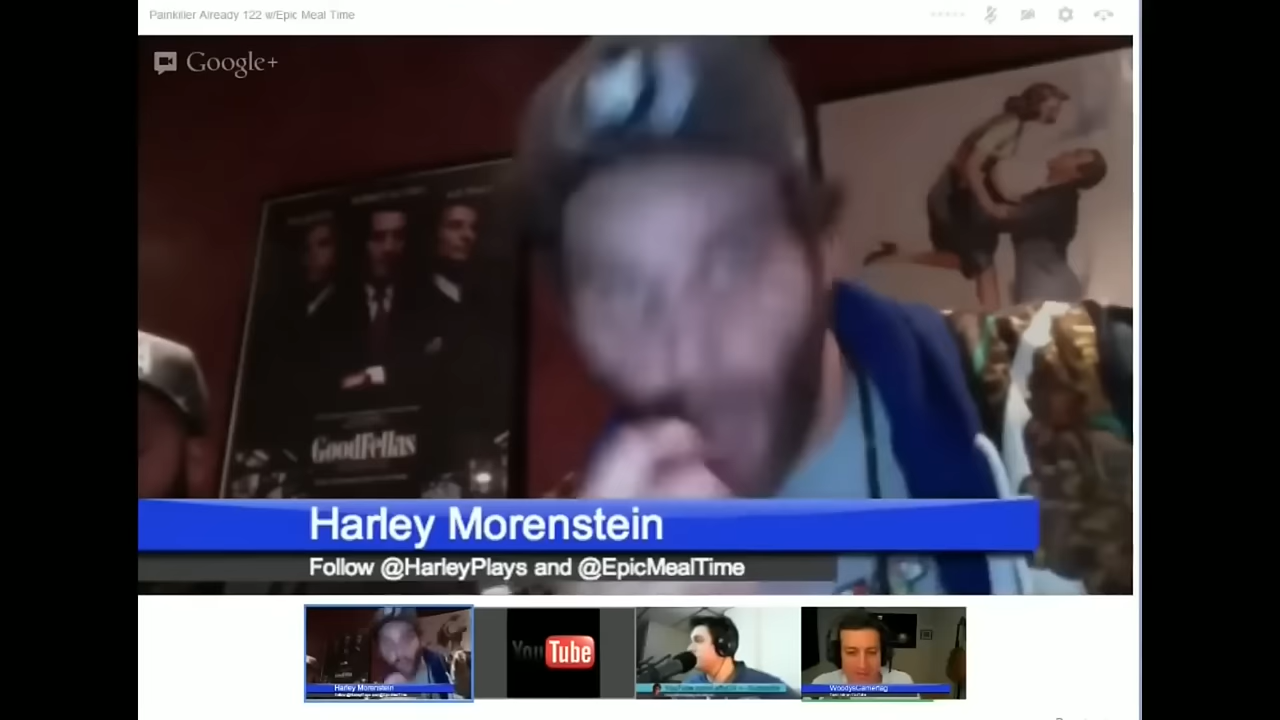 Painkiller Already 122 w/Epic Meal Time
Google+
GoodFellas
Harley Morenstein
Follow @HarleyPlays and @EpicMealTime
YouTube
Harley Morenstein
WoodysGamertag